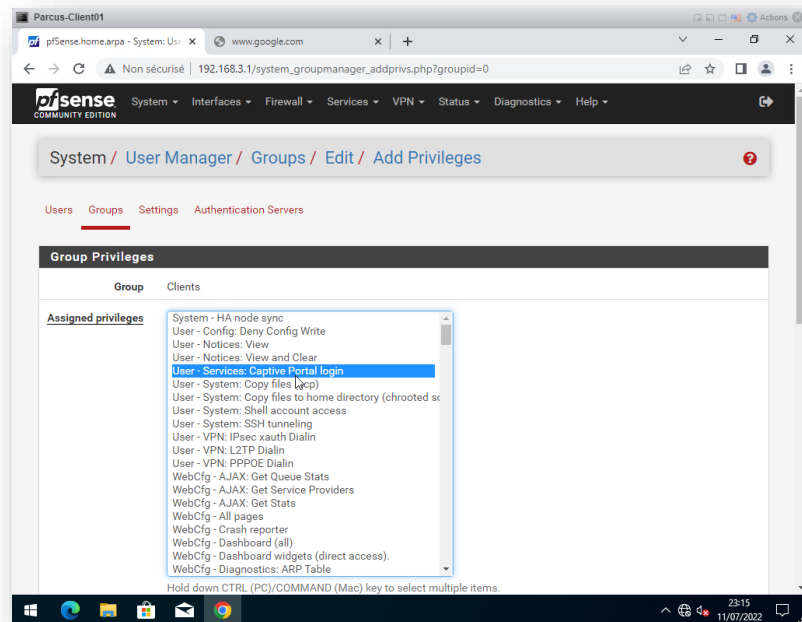 Parcus-Client01
Actions
pfSense.home.arpa - System: Use
www.google.com
Non sécurisé
192.168.3.1/system_groupmanager_addprivs.php?groupid=0
pfsense
COMMUNITY EDITION
System Interfaces Firewall Services VPN Status Diagnostics Help
System / User Manager / Groups / Edit / Add Privileges
Users Groups Settings Authentication Servers
Group Privileges
Group Clients
Assigned privileges
System - HA node sync
User - Config: Deny Config Write
User - Notices: View
User - Notices: View and Clear
User - Services: Captive Portal login
User - System: Copy files cp)
User - System: Copy files to home directory (chrooted sc
User - System: Shell account access
User - System: SSH tunneling
User - VPN: IPsec xauth Dialin
User - VPN: L2TP Dialin
User - VPN: PPPOE Dialin
WebCfg - AJAX: Get Queue Stats
WebCfg - AJAX: Get Service Providers
WebCfg - AJAX: Get Stats
WebCfg - All pages
WebCfg - Crash reporter
WebCfg - Dashboard (all)
WebCfg - Dashboard widgets (direct access).
WebCfg - Diagnostics: ARP Table
Hold down CTRL (PC)/COMMAND (Mac) key to select multiple items.
23:15
11/07/2022